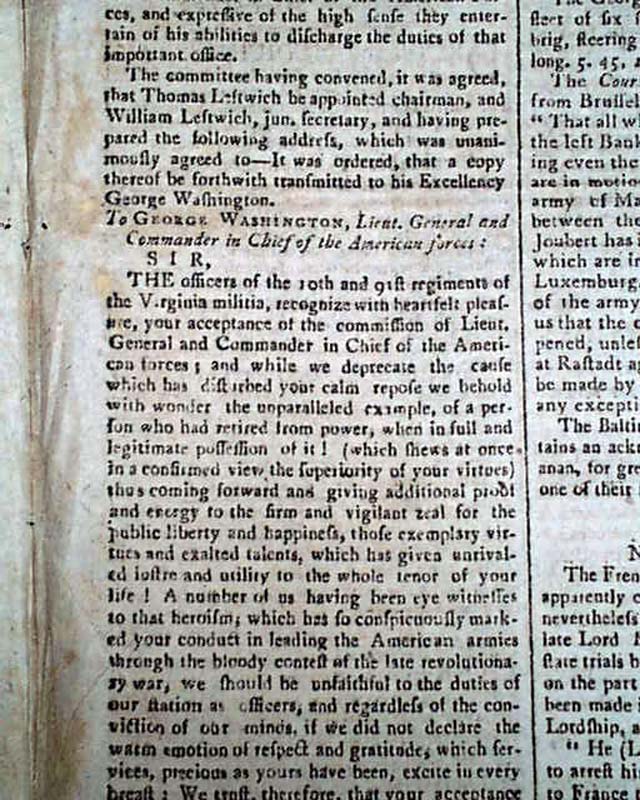 ces, and expreſſive of the high ſenſe they enter-
tain of his abilities to diſcharge the duties of that
important office.
The committee having convened, it was agreed,
that Thomas Leftwich be appointed chairman, and
William Leftwich, jun. ſecretary, and having pre-
pared the following addreſs, which was unani-
mouſly agreed to—It was ordered, that a copy
thereof be forthwith tranſmitted to his Excellency
George Waſhington.
To GEORGE WASHINGTON, Lieut. General and
Commander in Chief of the American forces:
SIR,
THE officers of the 10th and 91ſt regiments of
the Virginia militia, recognize with heartfelt pleaſ-
ure, your acceptance of the commiſſion of Lieut.
General and Commander in Chief of the Ameri-
can forces; and while we deprecate the cauſe
which has diſturbed your calm repoſe we behold
with wonder the unparalleled example, of a per-
ſon who had retired from power, when in full and
legitimate poſſeſſion of it! (which ſhews at once
in a confirmed view the ſuperiority of your virtues)
thus coming forward and giving additional proof
and energy to the firm and vigilant zeal for the
public liberty and happineſs, thoſe exemplary vir-
tues and exalted talents, which has given unrival-
ed luſtre and utility to the whole tenor of your
life! A number of us having been eye witneſſes
to that heroiſm, which has ſo conſpicuouſly mark-
ed your conduct in leading the American armies
through the bloody conteſt of the late revolutiona-
ry war, we ſhould be unfaithful to the duties of
our ſtation as officers, and regardleſs of the con-
viction of our minds, if we did not declare the
warm emotion of reſpect and gratitude, which ſer-
vices, precious as yours have been, excite in every
breaſt: We truſt, therefore, that your acceptance
The Georg
fleet of ſix
brig, ſteering
long. 5. 45,
The Cour
from Bruſſel
"That all w
the left Bank
ing even the
are in motion
army of Ma
between the
Joubert has
which are in
Luxemburg,
of the army
us that the c
pened, unleſ
at Raſtadt ag
be made by
any excepti
The Balti
tains an ack
anan, for gre
one of their
N
The Fren
apparently c
nevertheleſs
late Lord
ſtate trials b
on the part
been made i
Lordſhip, a
"He (L
to arreſt hi
to France